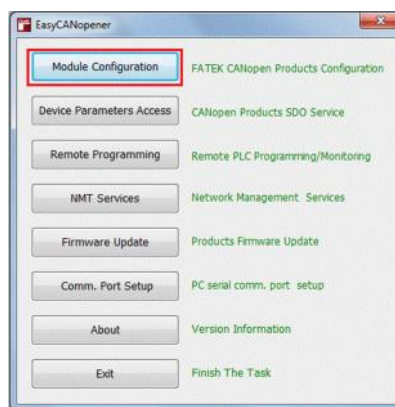 EasyCANopener
Module Configuration FATEK CANopen Products Configuration
Device Parameters Access CANopen Products SDO Service
Remote Programming Remote PLC Programming/Monitoring
NMT Services Network Management Services
Firmware Update Products Firmware Update
Comm. Port Setup PC serial comm. port setup
About Version Information
Exit Finish The Task